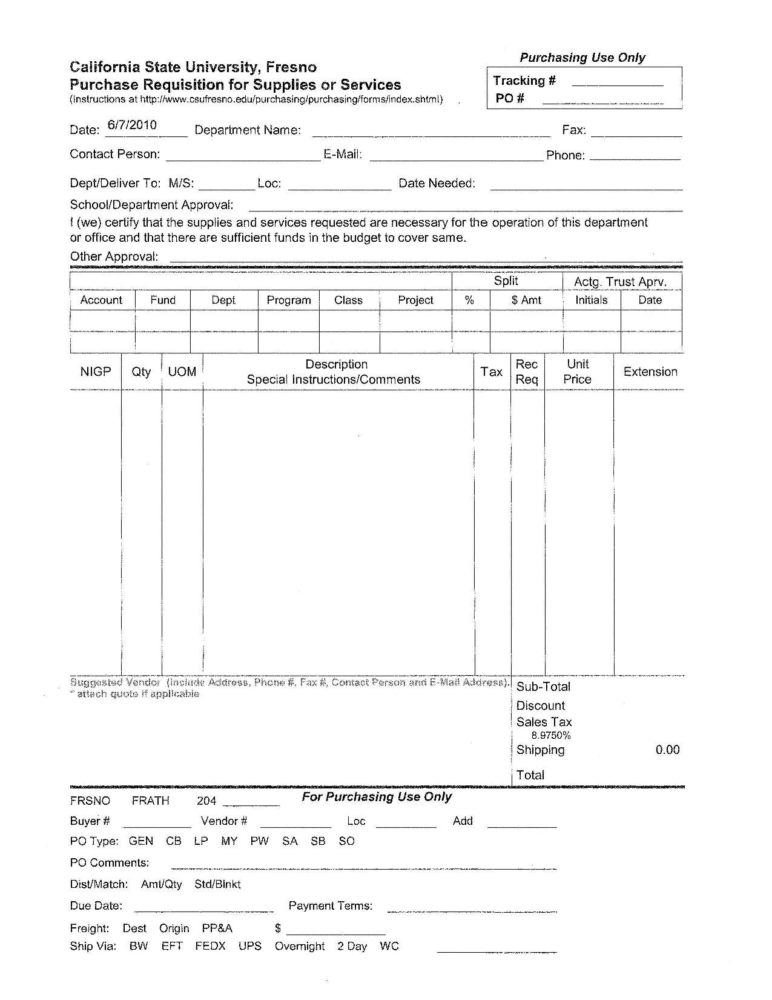 Purchasing Use Only
California State University, Fresno
Purchase Requisition for Supplies or Services
(Instructions at http://www.csufresno.edu/purchasing/purchasing/forms/index.shtml)
Tracking #
PO #
Date: 6/7/2010 Department Name: Fax:
Contact Person: E-Mail: Phone:
Dept/Deliver To: M/S: Loc: Date Needed:
School/Department Approval:
I (we) certify that the supplies and services requested are necessary for the operation of this department
or office and that there are sufficient funds in the budget to cover same.
Other Approval:
Split Actg. Trust Aprv.
Account Fund Dept Program Class Project % $ Amt Initials Date
NIGP Qty UOM Description Special Instructions/Comments Tax Rec Req Unit Price Extension
Suggested Vendor (Include Address, Phone #, Fax #, Contact Person and E-Mail Address).
* attach quote if applicable
Sub-Total
Discount
Sales Tax
8.9750%
Shipping 0.00
Total
FRSNO FRATH 204 For Purchasing Use Only
Buyer # Vendor # Loc Add
PO Type: GEN CB LP MY PW SA SB SO
PO Comments:
Dist/Match: Amt/Qty Std/Blnkt
Due Date: Payment Terms:
Freight: Dest Origin PP&A $
Ship Via: BW EFT FEDX UPS Overnight 2 Day WC